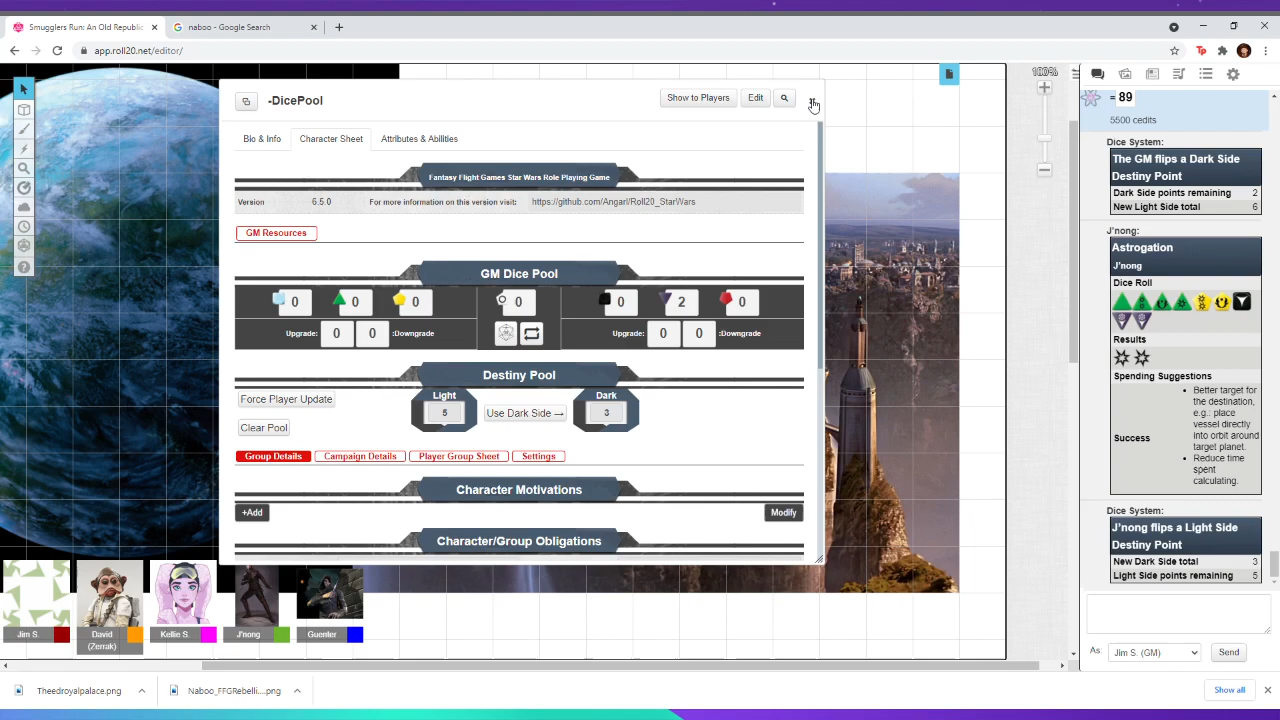 Smugglers Run: An Old Republic
naboo - Google Search
app.roll20.net/editor/
-DicePool
Show to Players
Edit
Bio & Info
Character Sheet
Attributes & Abilities
Fantasy Flight Games Star Wars Role Playing Game
Version
6.5.0
For more information on this version visit:
https://github.com/Angarl/Roll20_StarWars
GM Resources
GM Dice Pool
0
0
0
0
0
2
0
Upgrade:
0
0
:Downgrade
Upgrade:
0
0
:Downgrade
Destiny Pool
Force Player Update
Clear Pool
Light
5
Use Dark Side →
Dark
3
Group Details
Campaign Details
Player Group Sheet
Settings
Character Motivations
+Add
Modify
Character/Group Obligations
Jim S.
David
(Zerrak)
Kellie S.
J'nong
Guenter
100%
= 89
5500 cedits
Dice System:
The GM flips a Dark Side
Destiny Point
Dark Side points remaining 2
New Light Side total 6
J'nong:
Astrogation
J'nong
Dice Roll
Results
Spending Suggestions
Success
Better target
for the
destination,
e.g.: place
vessel directly
into orbit around
target planet.
Reduce time
spent
calculating.
Dice System:
J'nong flips a Light Side
Destiny Point
New Dark Side total 3
Light Side points remaining 5
As
Jim S. (GM)
Send
Theedroyalpalace.png
Naboo_FFGRebelli....png
Show all